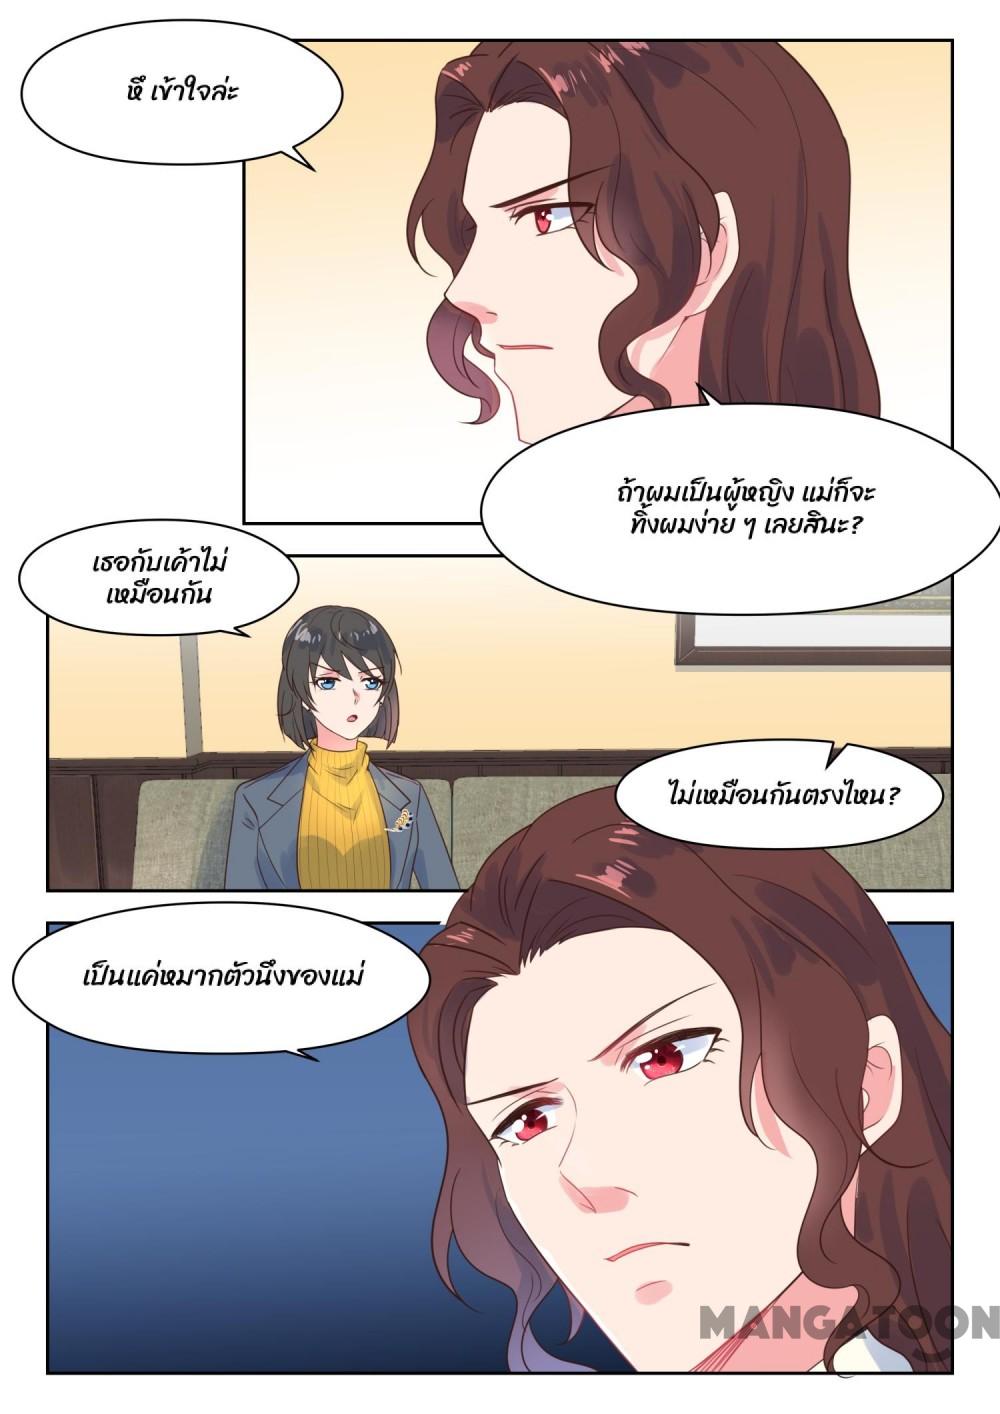 หึ เข้าใจล่ะ
ถ้าผมเป็นผู้หญิง แม่ก็จะ
ทิ้งผมง่าย ๆ เลยสินะ?
เธอกับเค้าไม่
เหมือนกัน
ไม่เหมือนกันตรงไหน?
เป็นแค่หมากตัวนึงของแม่
MANGATOON